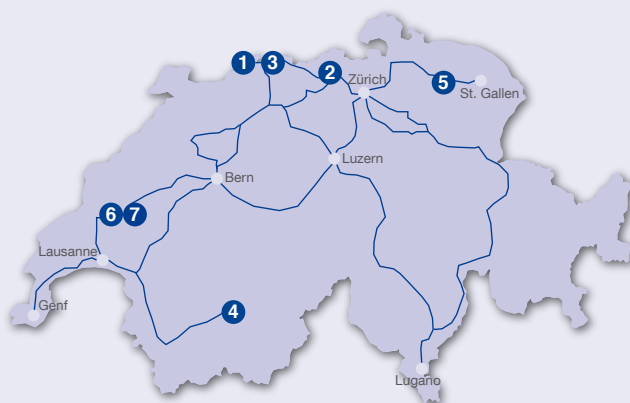 1
3
2
Zürich
5
St. Gallen
Luzern
Bern
6
7
Lausanne
Genf
4
Lugano